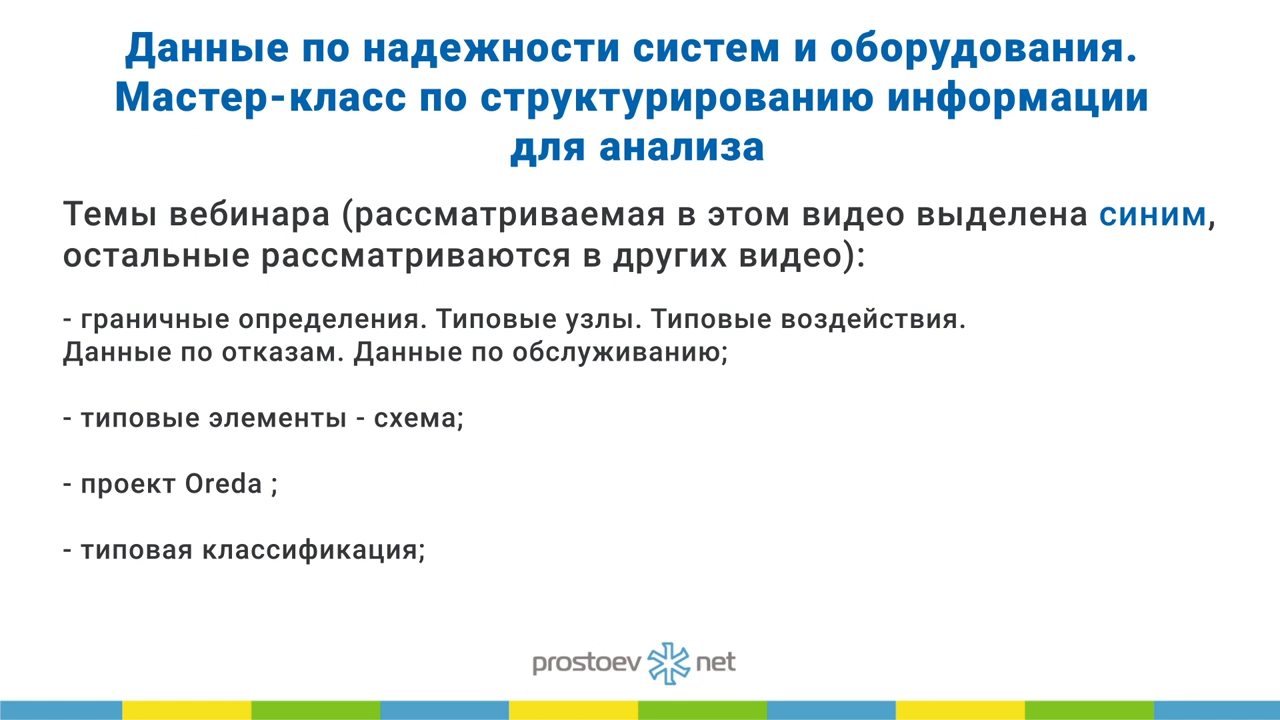 Данные по надежности систем и оборудования.
Мастер-класс по структурированию информации
для анализа
Темы вебинара (рассматриваемая в этом видео выделена синим,
остальные рассматриваются в других видео):
- граничные определения. Типовые узлы. Типовые воздействия.
Данные по отказам. Данные по обслуживанию;
- типовые элементы - схема;
- проект Oreda ;
- типовая классификация;
prostoev net